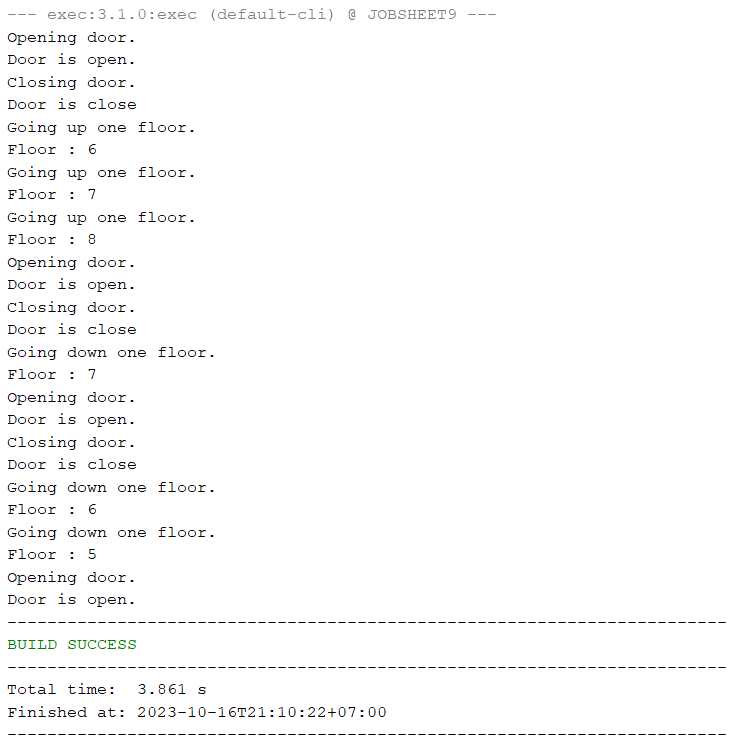 --- exec:3.1.0:exec (default-cli) @ JOBSHEET9 ---
Opening door.
Door is open.
Closing door.
Door is close
Going up one floor.
Floor : 6
Going up one floor.
Floor : 7
Going up one floor.
Floor : 8
Opening door.
Door is open.
Closing door.
Door is close
Going down one floor.
Floor : 7
Opening door.
Door is open.
Closing door.
Door is close
Going down one floor.
Floor : 6
Going down one floor.
Floor : 5
Opening door.
Door is open.
------------------------------------------------------------------------
BUILD SUCCESS
------------------------------------------------------------------------
Total time:  3.861 s
Finished at: 2023-10-16T21:10:22+07:00
------------------------------------------------------------------------